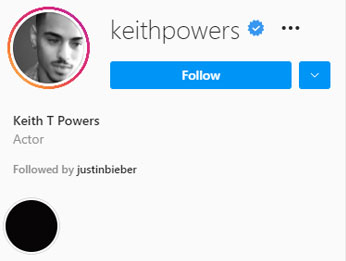 keithpowers
Follow
Keith T Powers
Actor
Followed by justinbieber